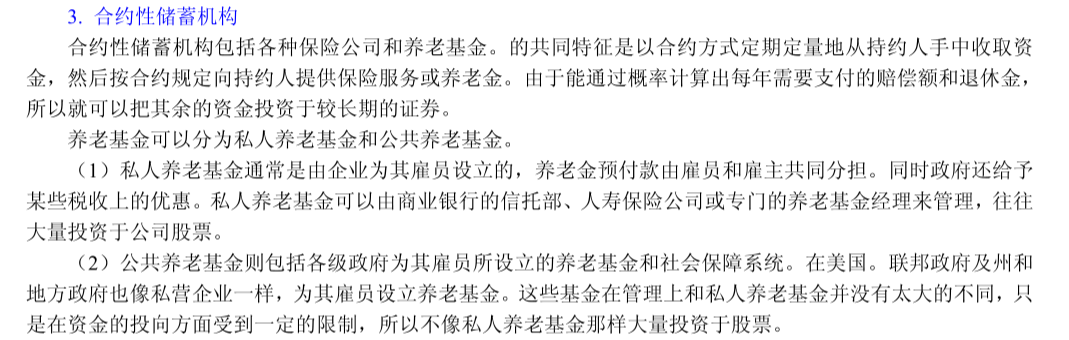 3. 合约性储蓄机构
合约性储蓄机构包括各种保险公司和养老基金。的共同特征是以合约方式定期定量地从持约人手中收取资
金，然后按合约规定向持约人提供保险服务或养老金。由于能通过概率计算出每年需要支付的赔偿额和退休金，
所以就可以把其余的资金投资于较长期的证券。
养老基金可以分为私人养老基金和公共养老基金。
（1）私人养老基金通常是由企业为其雇员设立的，养老金预付款由雇员和雇主共同分担。同时政府还给予
某些税收上的优惠。私人养老基金可以由商业银行的信托部、人寿保险公司或专门的养老基金经理来管理，往往
大量投资于公司股票。
（2）公共养老基金则包括各级政府为其雇员所设立的养老基金和社会保障系统。在美国。联邦政府及州和
地方政府也像私营企业一样，为其雇员设立养老基金。这些基金在管理上和私人养老基金并没有太大的不同，只
是在资金的投向方面受到一定的限制，所以不像私人养老基金那样大量投资于股票。